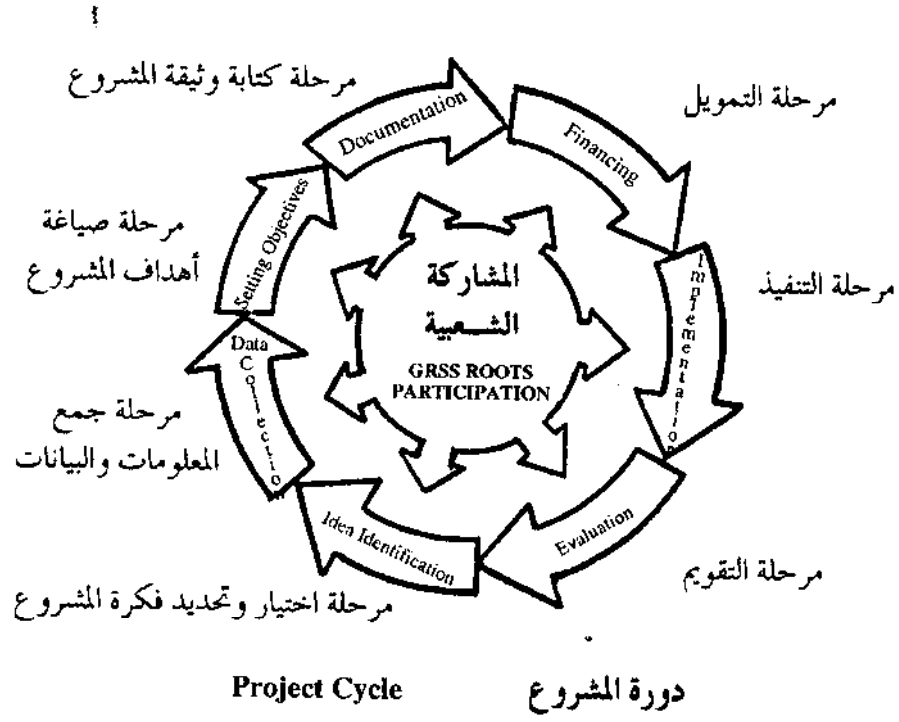 مرحلة كتابة وثيقة المشروع
Documentation
مرحلة التمويل
Financing
مرحلة صياغة
أهداف المشروع
Setting Objectives
مرحلة التنفيذ
Implementation
المشاركة
الشعبية
GRSS ROOTS
PARTICIPATION
مرحلة جمع
المعلومات والبيانات
Data
Collection
مرحلة التقويم
Evaluation
مرحلة اختيار وتحديد فكرة المشروع
Idea Identification
دورة المشروع
Project Cycle